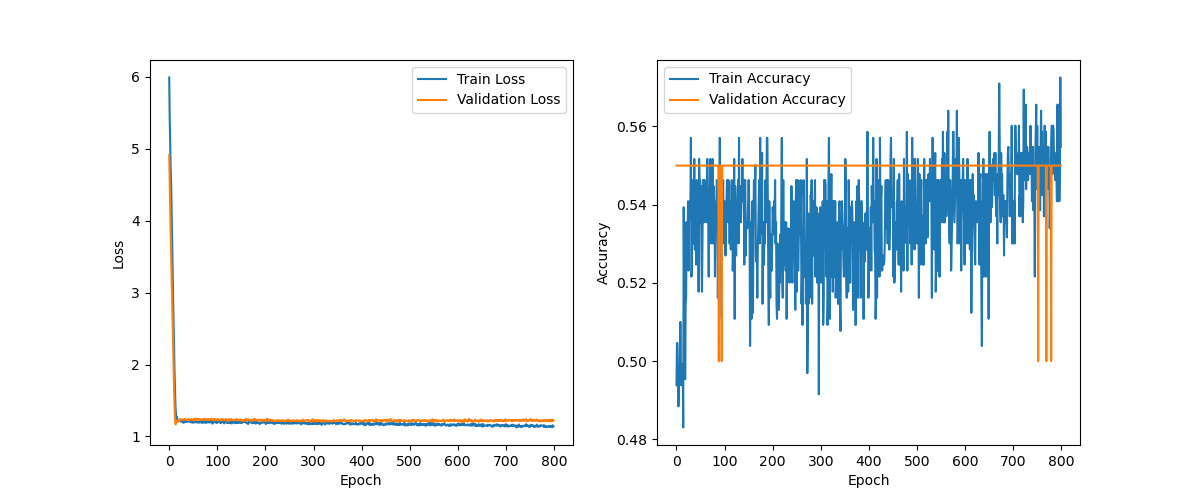 Train Loss
Validation Loss
6
5
4
3
2
1
0 100 200 300 400 500 600 700 800
Epoch
Loss
Train Accuracy
Validation Accuracy
0.56
0.54
0.52
0.50
0.48
0 100 200 300 400 500 600 700 800
Epoch
Accuracy